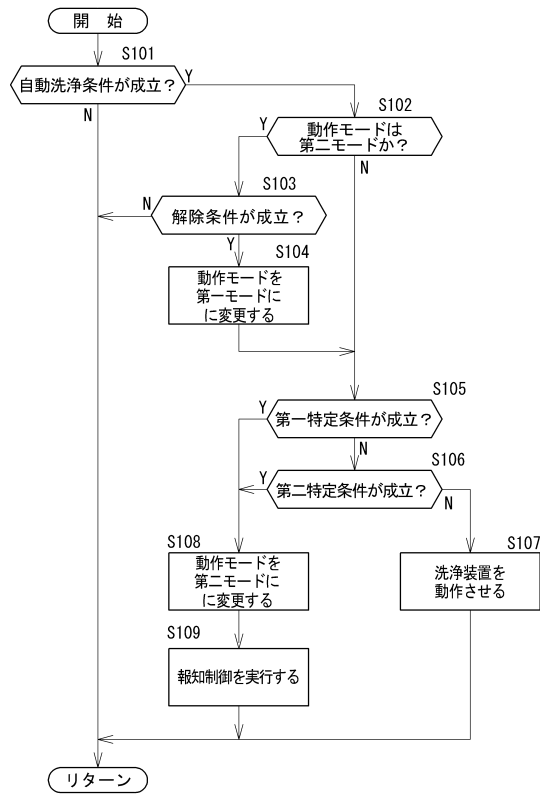 開 始
S101
自動洗浄条件が成立？
Y
N
S102
動作モードは
第二モードか？
Y
N
S103
解除条件が成立？
N
Y
S104
動作モードを
第一モードに
に変更する
S105
第一特定条件が成立？
Y
N
S106
第二特定条件が成立？
Y
N
S108
動作モードを
第二モードに
に変更する
S107
洗浄装置を
動作させる
S109
報知制御を実行する
リターン